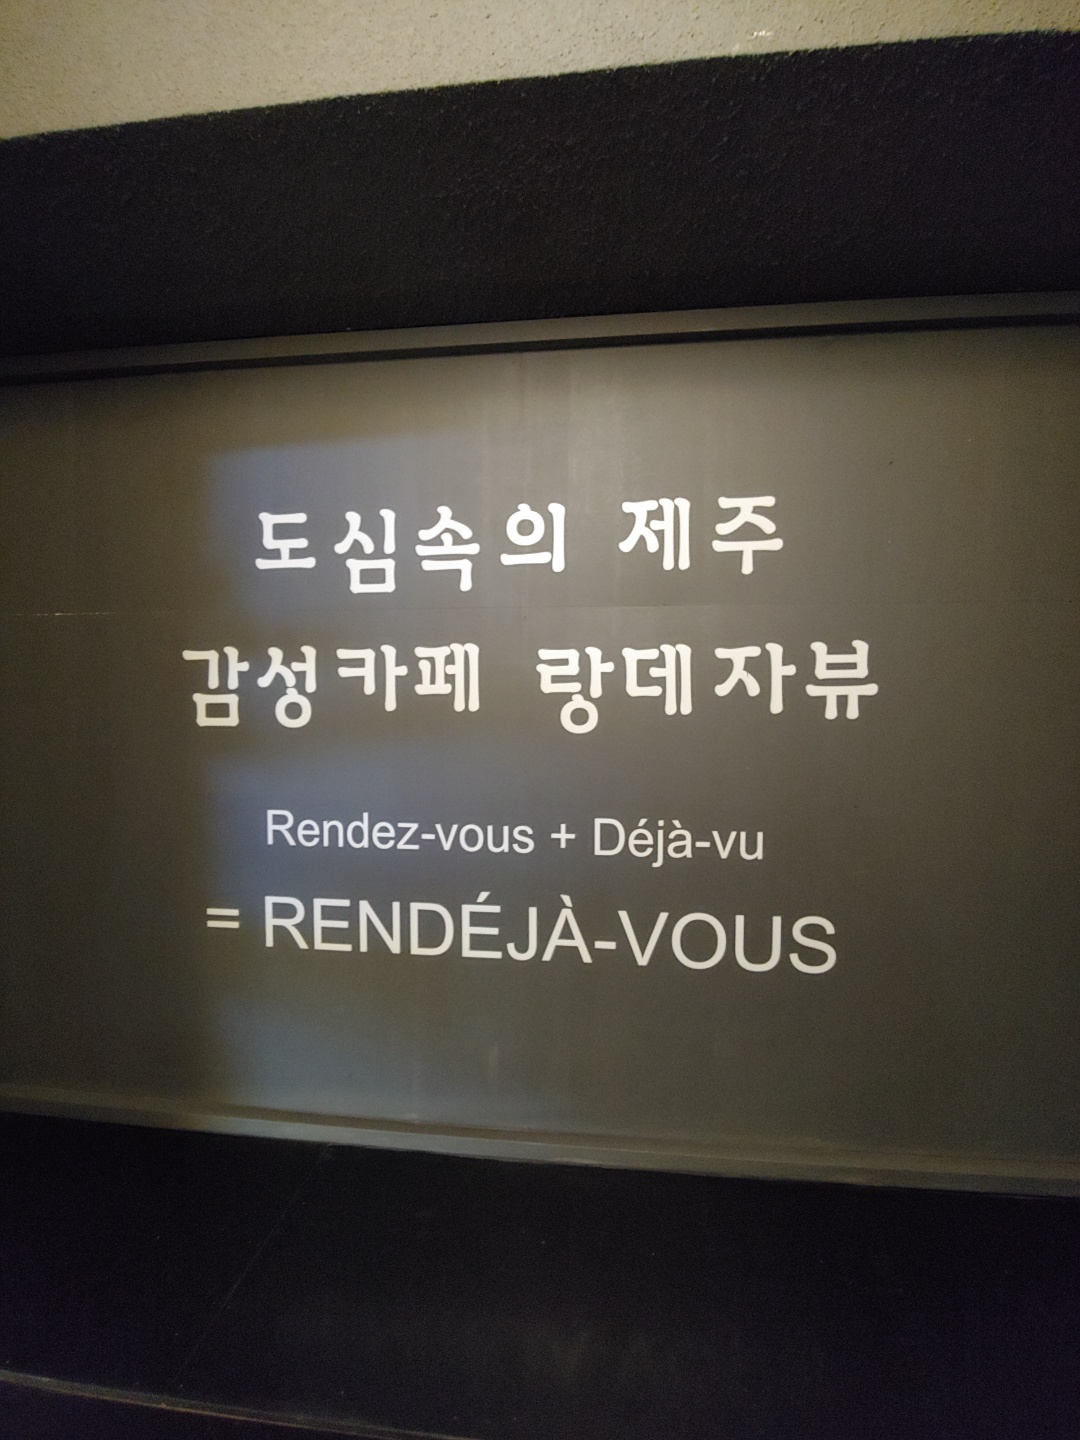 도심속의 제주
감성카페 랑데자뷰
Rendez-vous + Déjà-vu
= RENDÉJÀ-VOUS